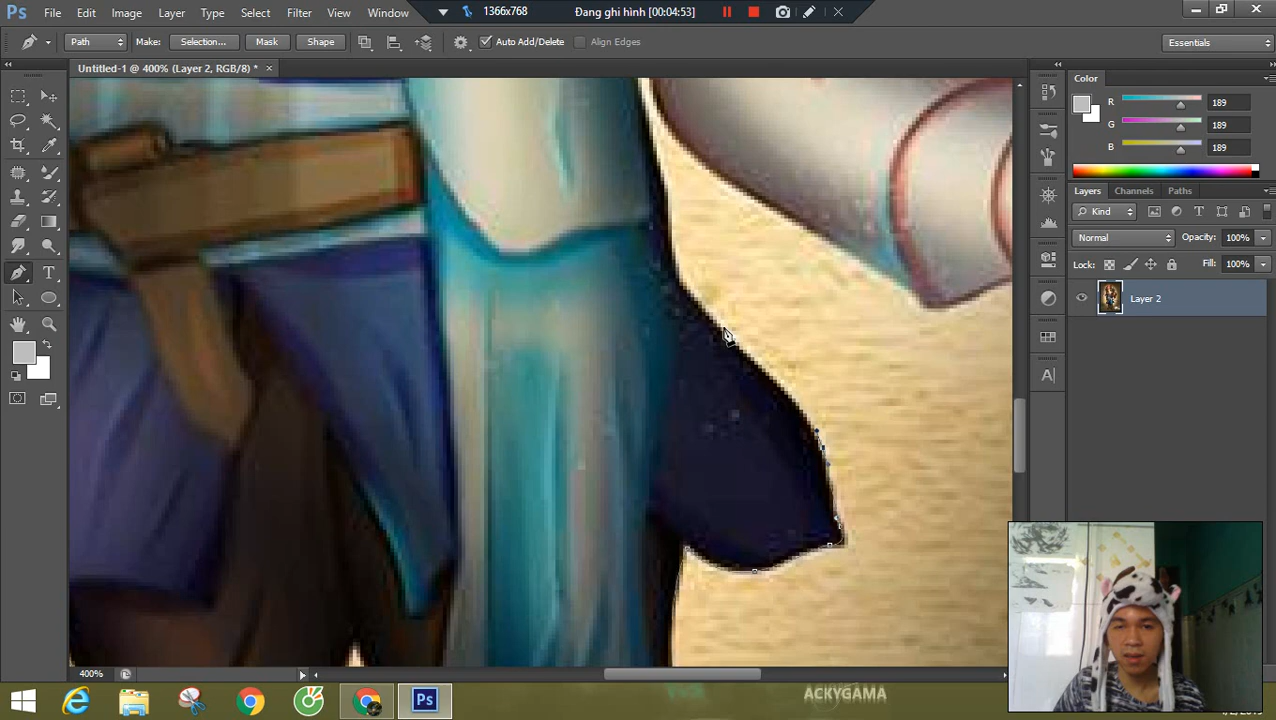 Ps File Edit Image Layer Type Select Filter View Window
1366x768 Đang ghi hình [00:04:53]
Path Make: Selection... Mask Shape Auto Add/Delete Align Edges Essentials
Untitled-1 @ 400% (Layer 2, RGB/8) * ×
Color
R 189
G 189
B 189
Layers Channels Paths
Kind
Normal Opacity: 100%
Lock: Fill: 100%
Layer 2
400%
Ps
ACKYGAMA